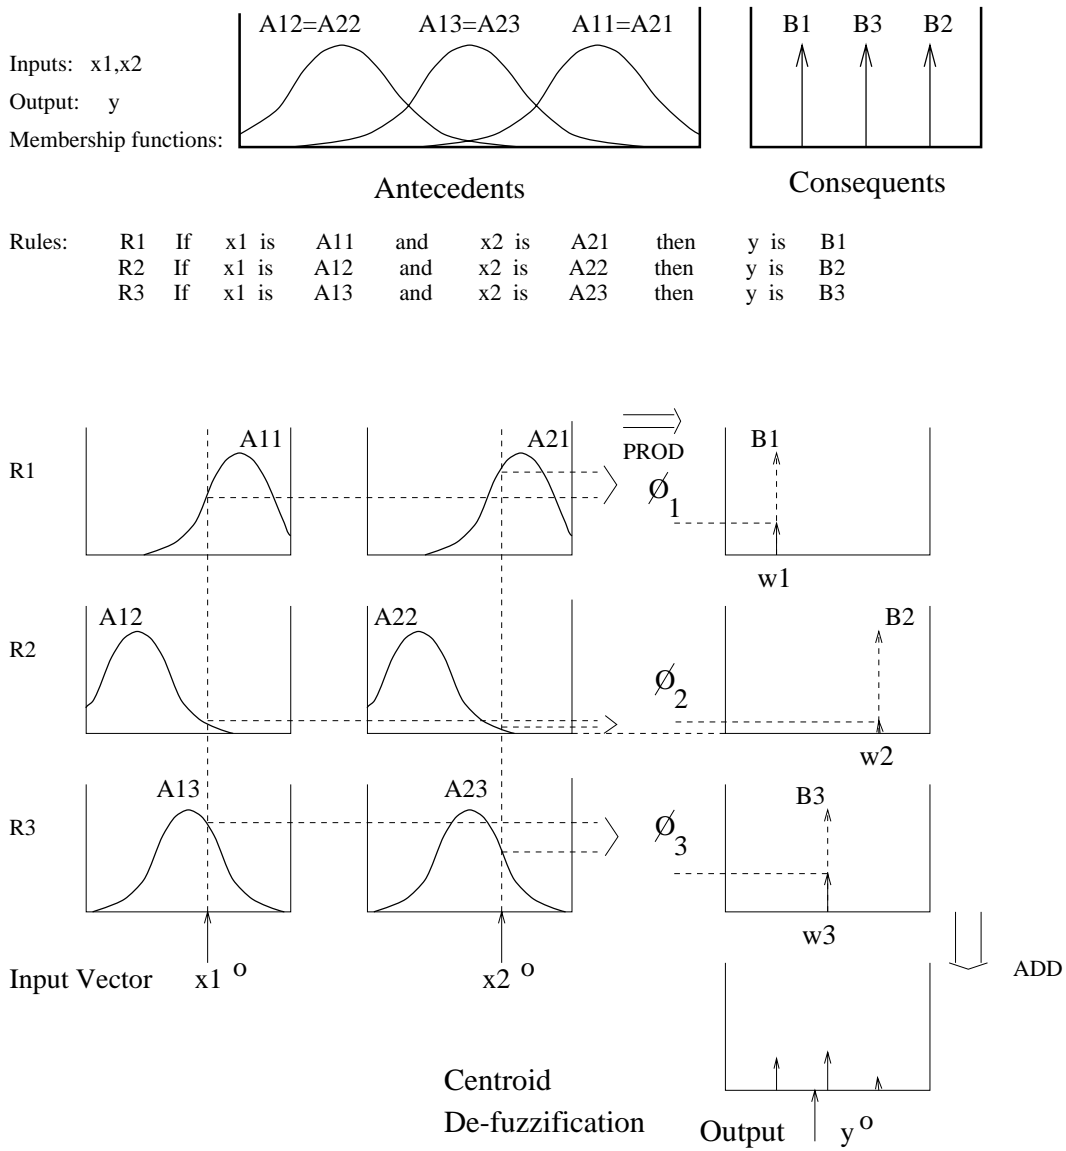 A12=A22 A13=A23 A11=A21 B1 B3 B2
Inputs: x1,x2
Output: y
Membership functions:
Antecedents Consequents
Rules: R1 If x1 is A11 and x2 is A21 then y is B1
R2 If x1 is A12 and x2 is A22 then y is B2
R3 If x1 is A13 and x2 is A23 then y is B3
A11 A21 PROD B1
R1 Ø1
w1
A12 A22 B2
R2 Ø2
w2
A13 A23 B3
R3 Ø3
w3
Input Vector x1 o x2 o ADD
Centroid
De-fuzzification Output y o